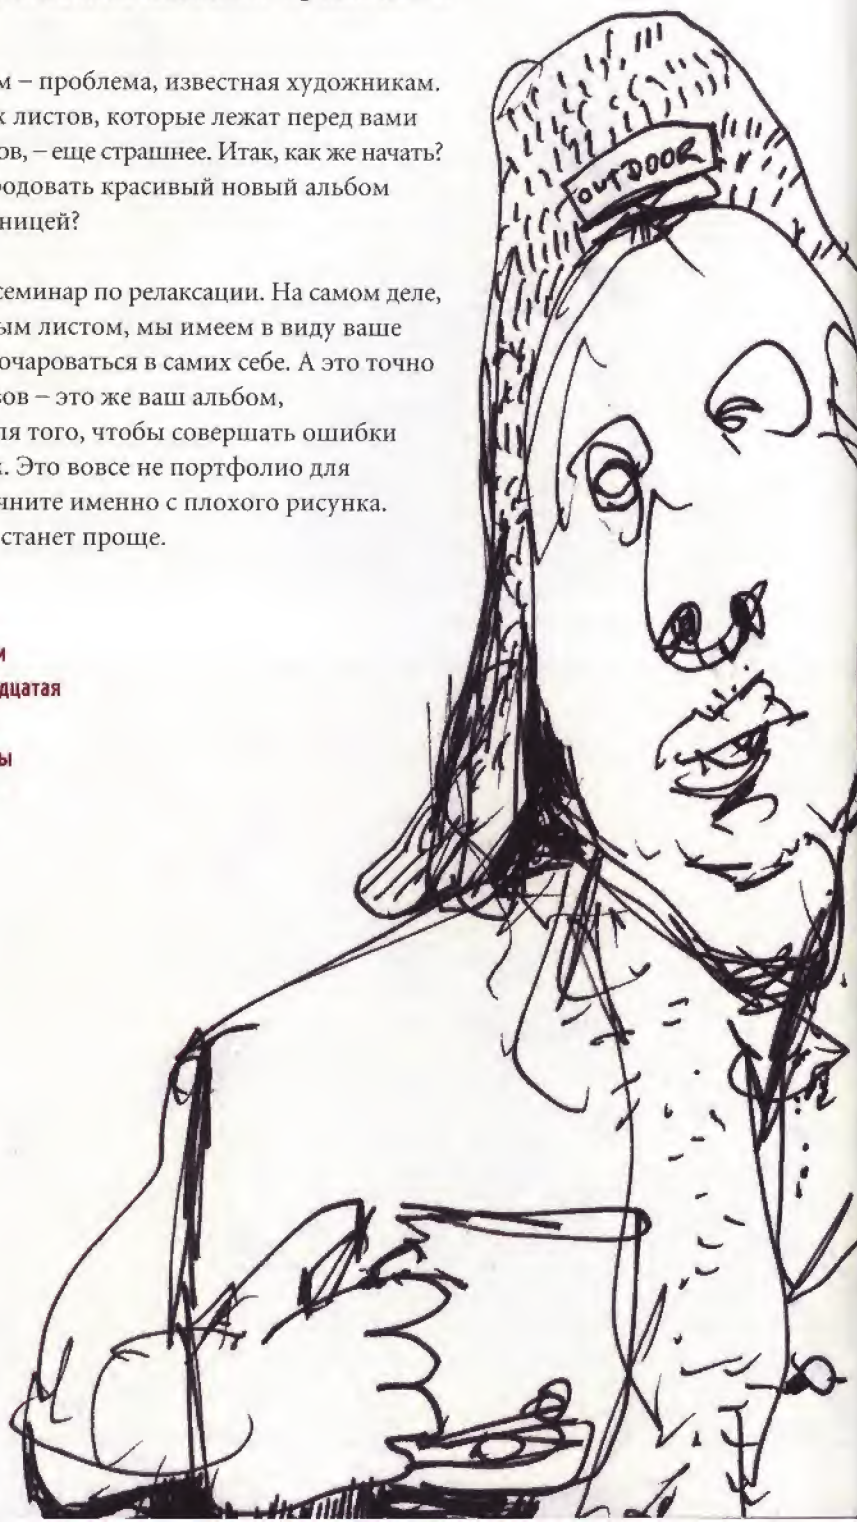 м – проблема, известная художникам.
х листов, которые лежат перед вами
ов, – еще страшнее. Итак, как же начать?
родовать красивый новый альбом
ницей?
семинар по релаксации. На самом деле,
ым листом, мы имеем в виду ваше
очароваться в самих себе. А это точно
зов – это же ваш альбом,
ля того, чтобы совершать ошибки
к. Это вовсе не портфолио для
чните именно с плохого рисунка.
станет проще.
и
дцатая
ы
OUTDOOR